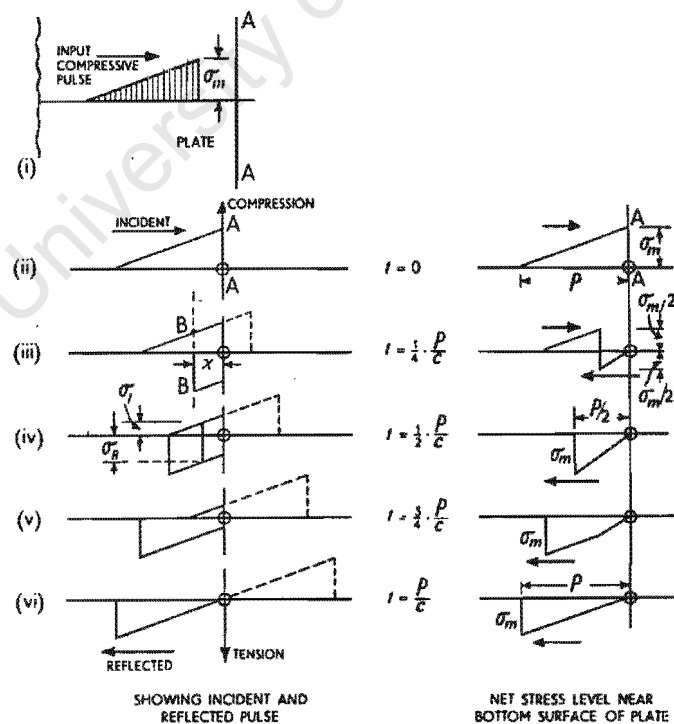 University of
A
INPUT
COMPRESSIVE
PULSE
σm
PLATE
A
(i)
COMPRESSION
INCIDENT
A
(ii)
A
t = 0
A
σm
P
A
(iii)
B
x
B
t = 1/4 · P/c
σm/2
σm/2
(iv)
σI
σR
t = 1/2 · P/c
P/2
σm
(v)
t = 3/4 · P/c
σm
(vi)
t = P/c
P
σm
REFLECTED
TENSION
SHOWING INCIDENT AND
REFLECTED PULSE
NET STRESS LEVEL NEAR
BOTTOM SURFACE OF PLATE